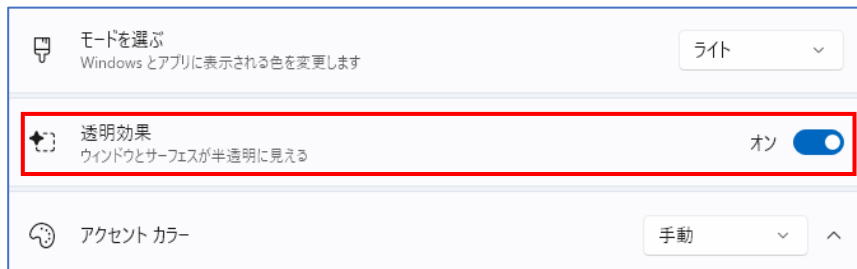 モードを選ぶ
Windows とアプリに表示される色を変更します
ライト
透明効果
ウィンドウとサーフェスが半透明に見える
オン
アクセント カラー
手動